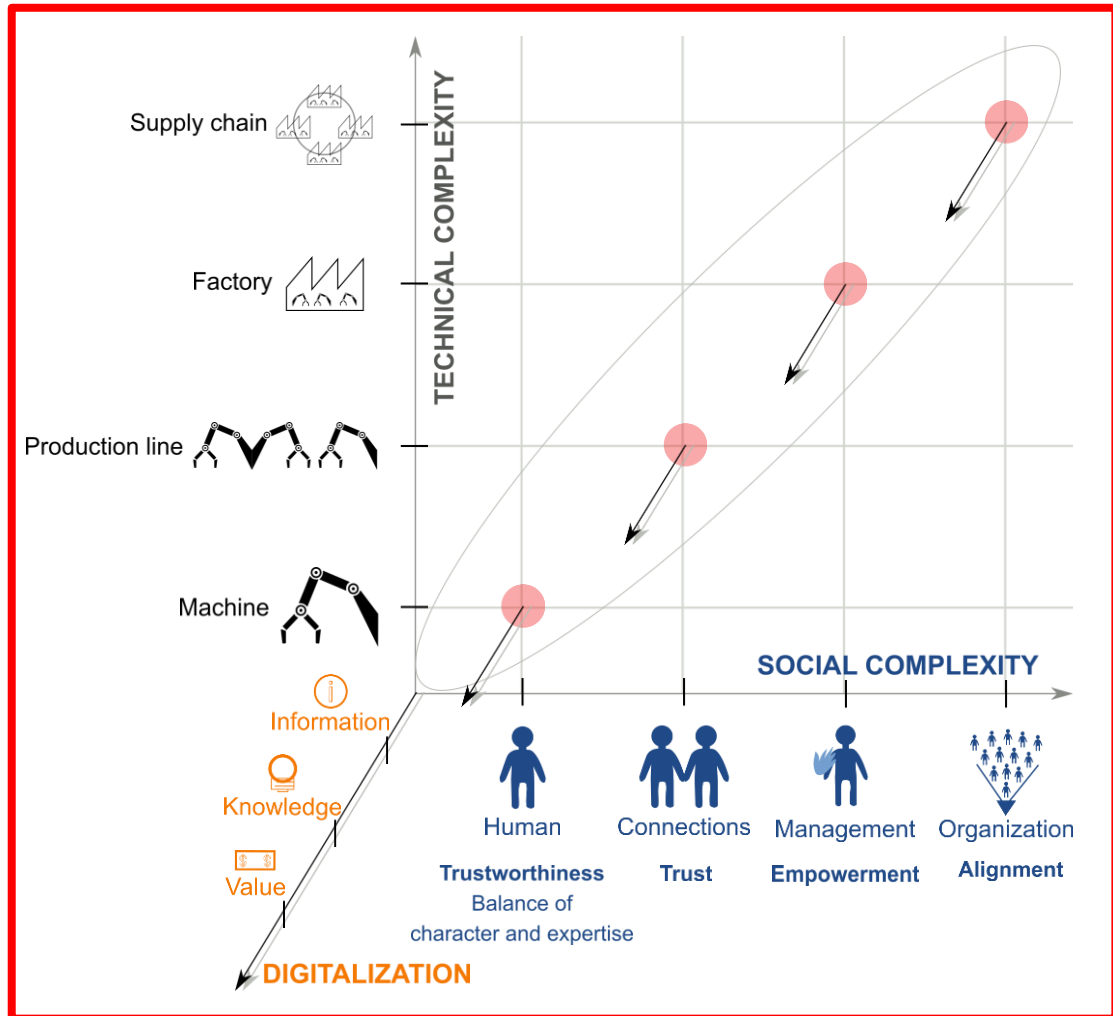 TECHNICAL COMPLEXITY
Supply chain
Factory
Production line
Machine
SOCIAL COMPLEXITY
i
Information
Knowledge
$ $
Value
DIGITALIZATION
Human
Connections
Management
Organization
Trustworthiness
Trust
Empowerment
Alignment
Balance of
character and expertise